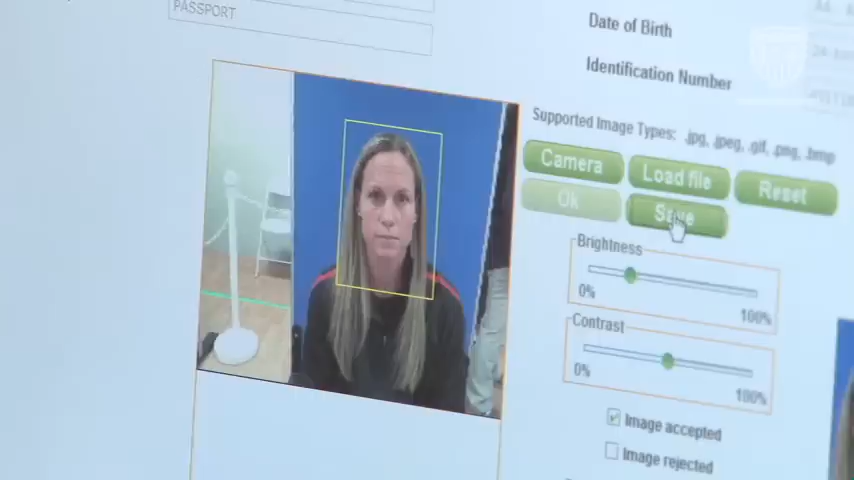 PASSPORT
Date of Birth
Identification Number
Supported Image Types: .jpg, .jpeg, .gif, .png, .bmp
Camera
Load file
Reset
Ok
Save
Brightness
0%
100%
Contrast
0%
100%
Image accepted
Image rejected